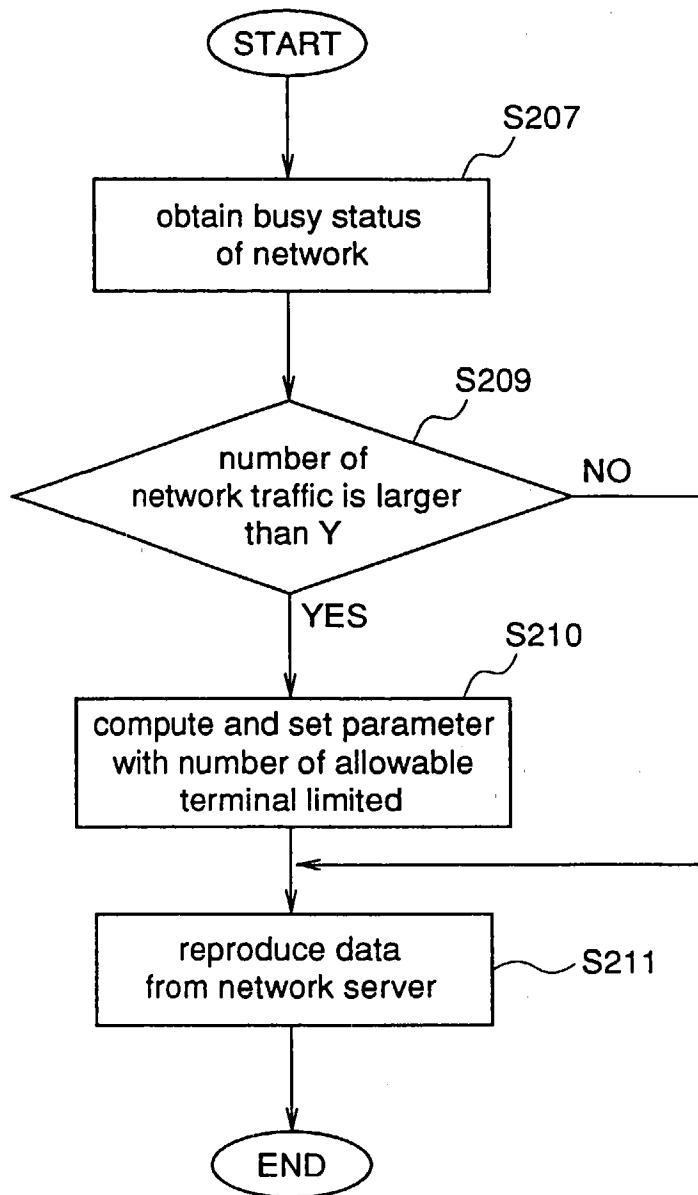 START
S207
obtain busy status
of network
S209
number of
network traffic is larger
than Y
NO
YES
S210
compute and set parameter
with number of allowable
terminal limited
reproduce data
from network server
S211
END